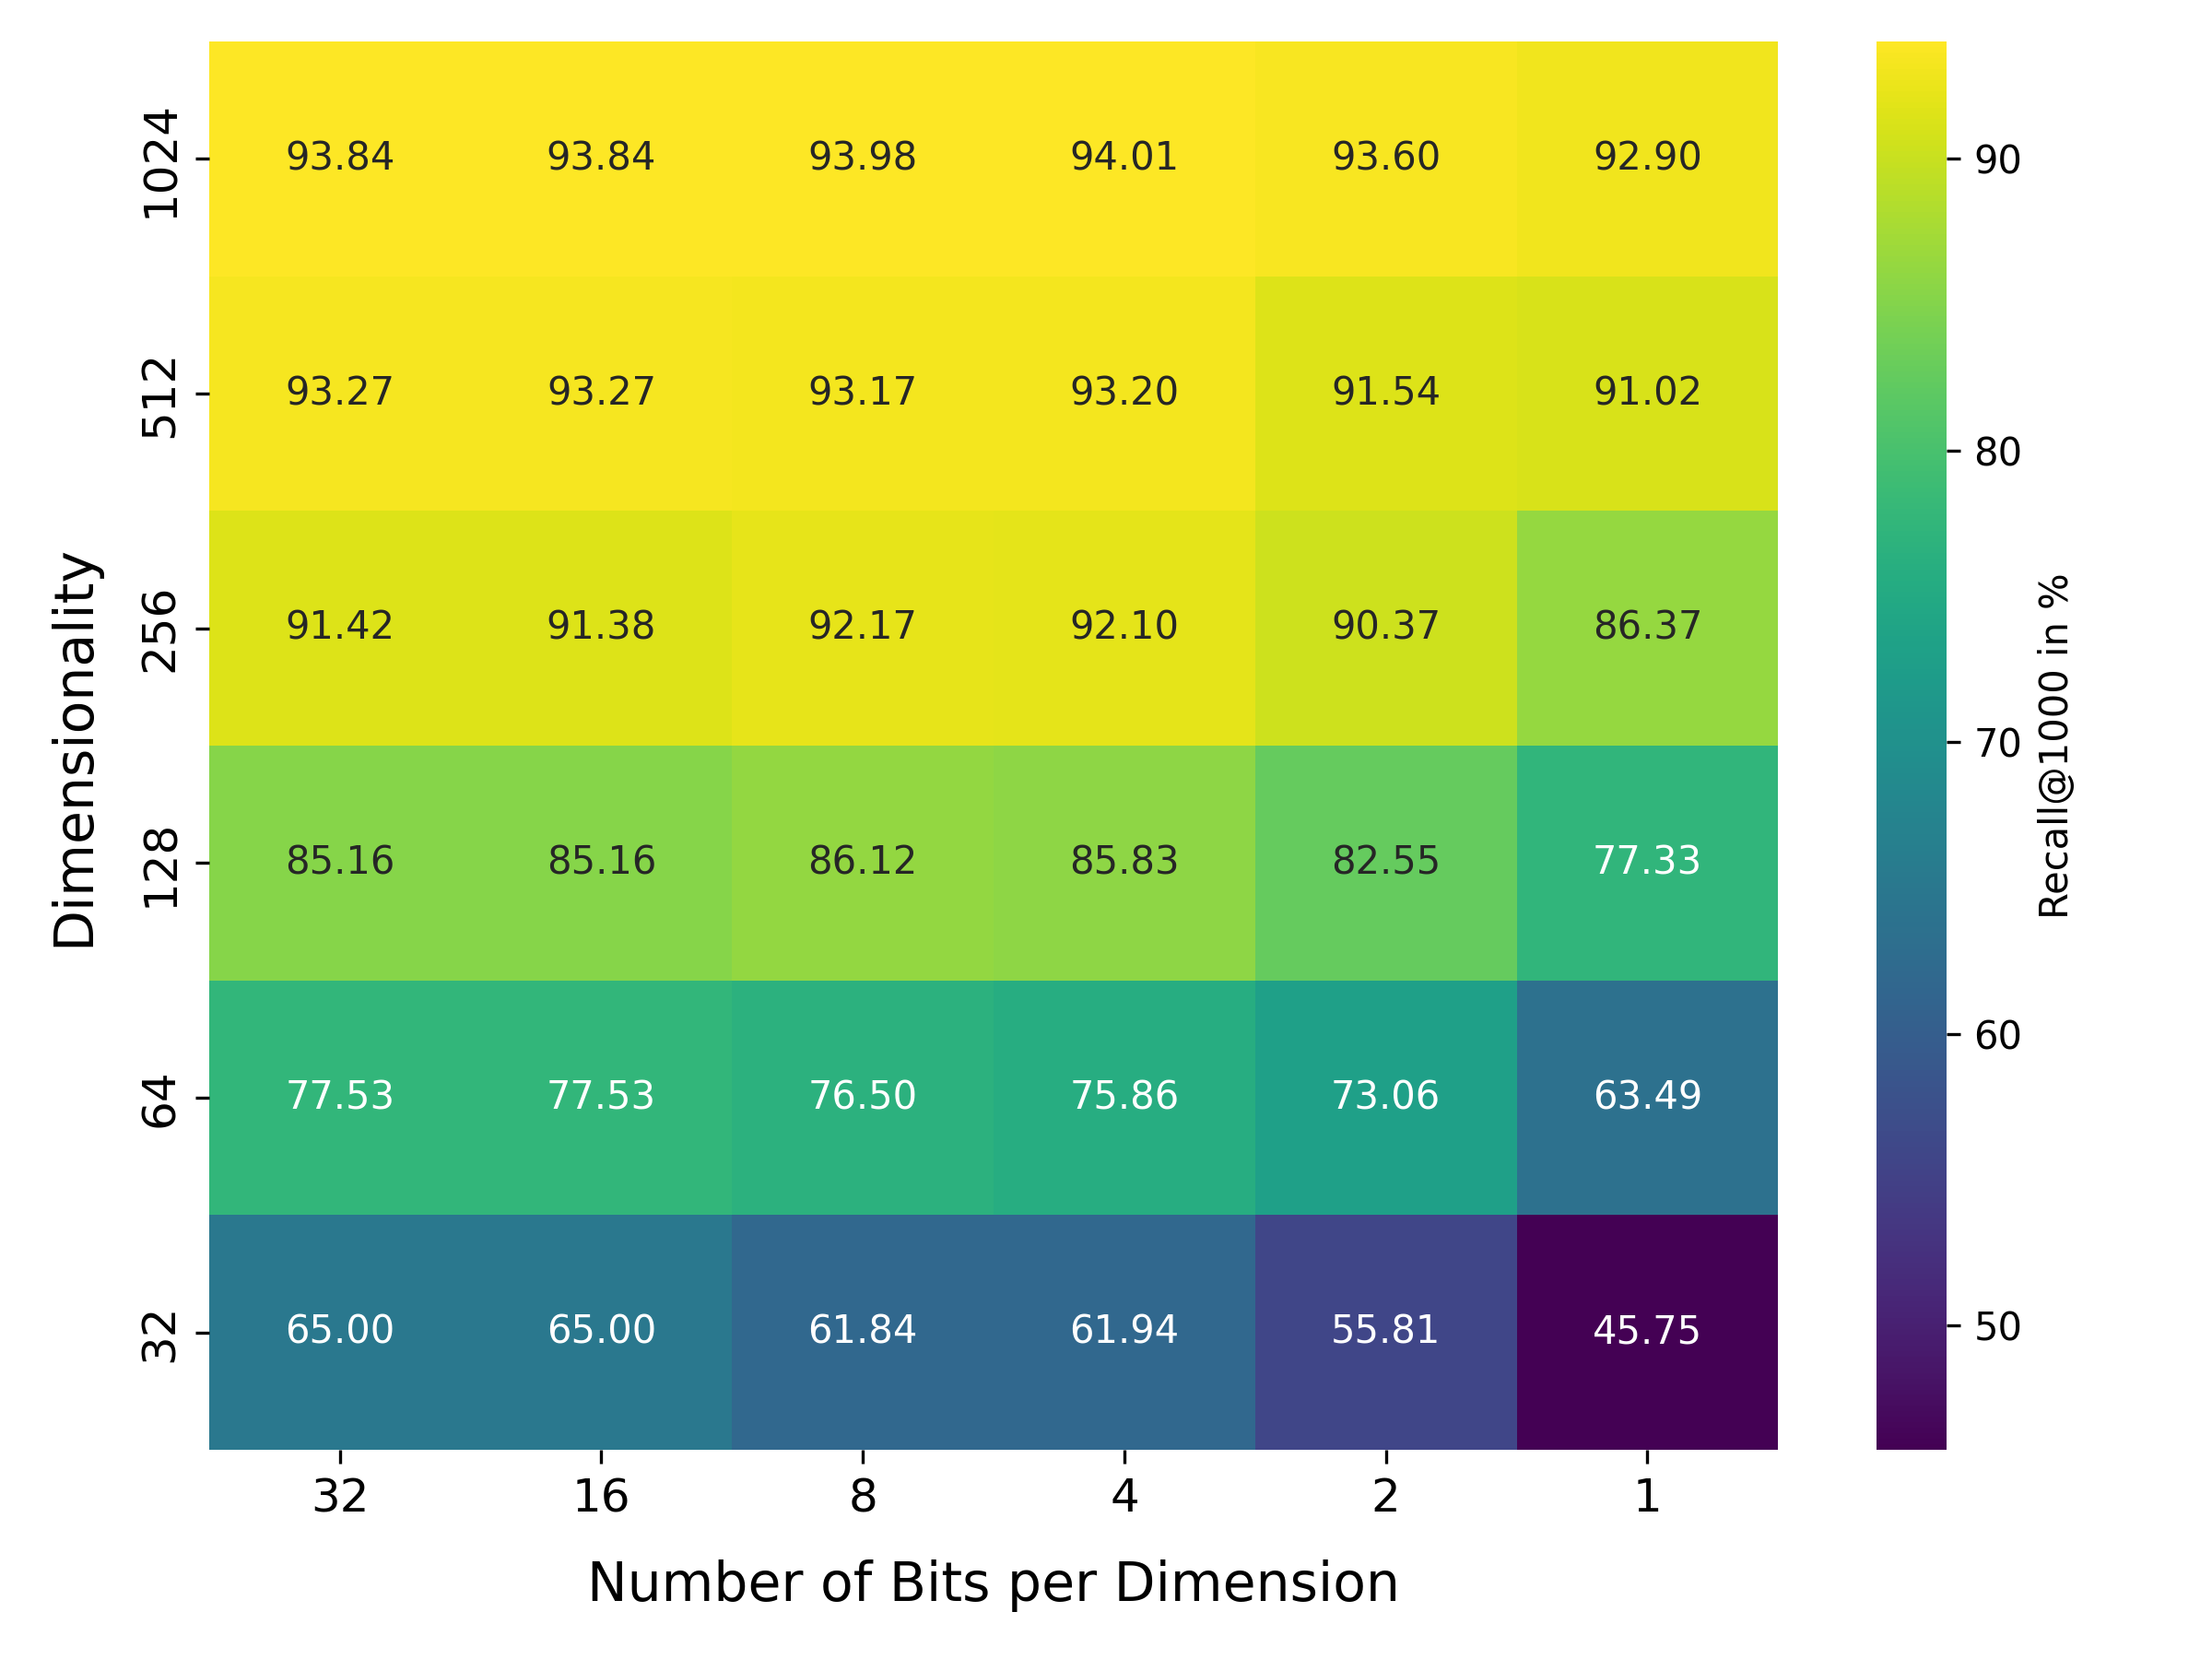 1024 93.84 93.84 93.98 94.01 93.60 92.90
512 93.27 93.27 93.17 93.20 91.54 91.02
256 91.42 91.38 92.17 92.10 90.37 86.37
128 85.16 85.16 86.12 85.83 82.55 77.33
64 77.53 77.53 76.50 75.86 73.06 63.49
32 65.00 65.00 61.84 61.94 55.81 45.75
32 16 8 4 2 1
Number of Bits per Dimension
Dimensionality
90
80
70
60
50
Recall@1000 in %